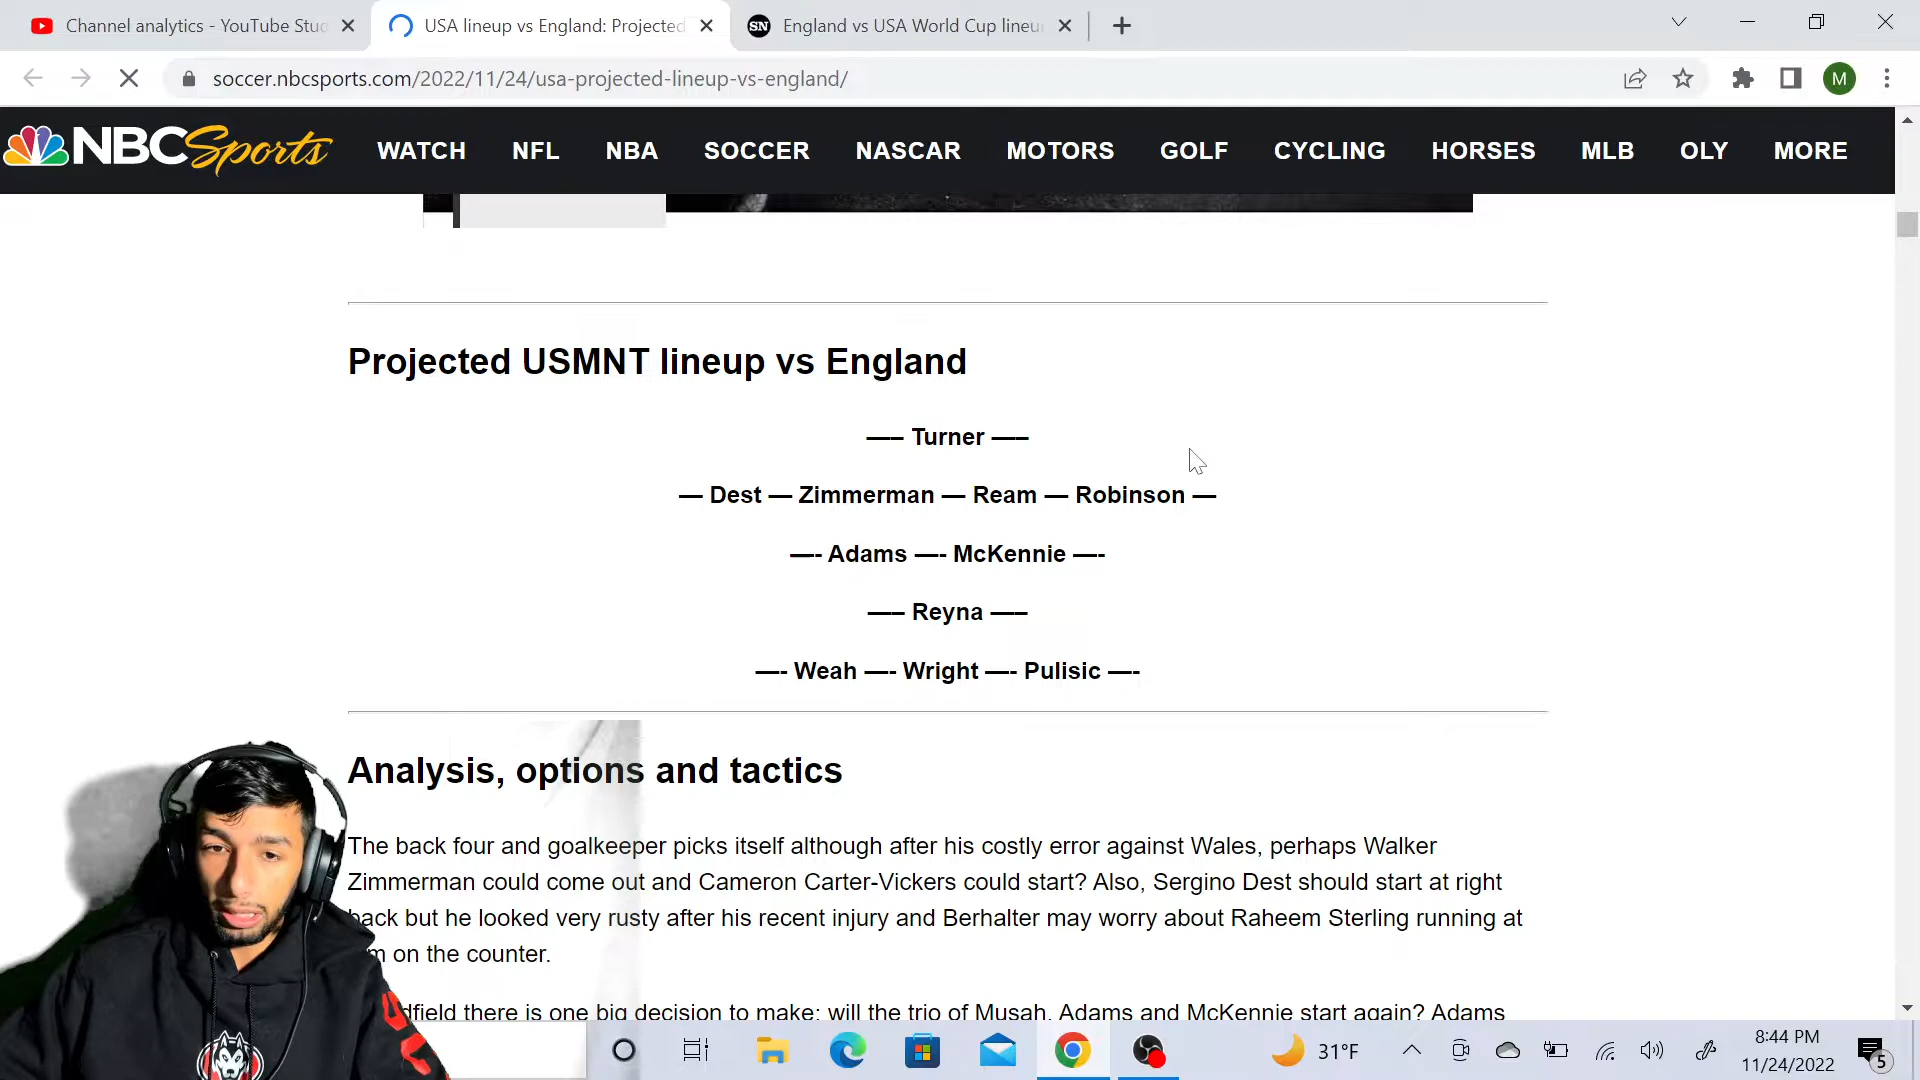 Channel analytics - YouTube Stud
USA lineup vs England: Projected
SN England vs USA World Cup lineu
soccer.nbcsports.com/2022/11/24/usa-projected-lineup-vs-england/
M
NBC Sports WATCH NFL NBA SOCCER NASCAR MOTORS GOLF CYCLING HORSES MLB OLY MORE
Projected USMNT lineup vs England
—– Turner —–
— Dest — Zimmerman — Ream — Robinson —
—- Adams —- McKennie —-
—– Reyna —–
—- Weah —- Wright —- Pulisic —-
Analysis, options and tactics
The back four and goalkeeper picks itself although after his costly error against Wales, perhaps Walker
Zimmerman could come out and Cameron Carter-Vickers could start? Also, Sergino Dest should start at right
back but he looked very rusty after his recent injury and Berhalter may worry about Raheem Sterling running at
on the counter.
there is one big decision to make: will the trio of Musah, Adams and McKennie start again? Adams
31°F
8:44 PM
11/24/2022
5